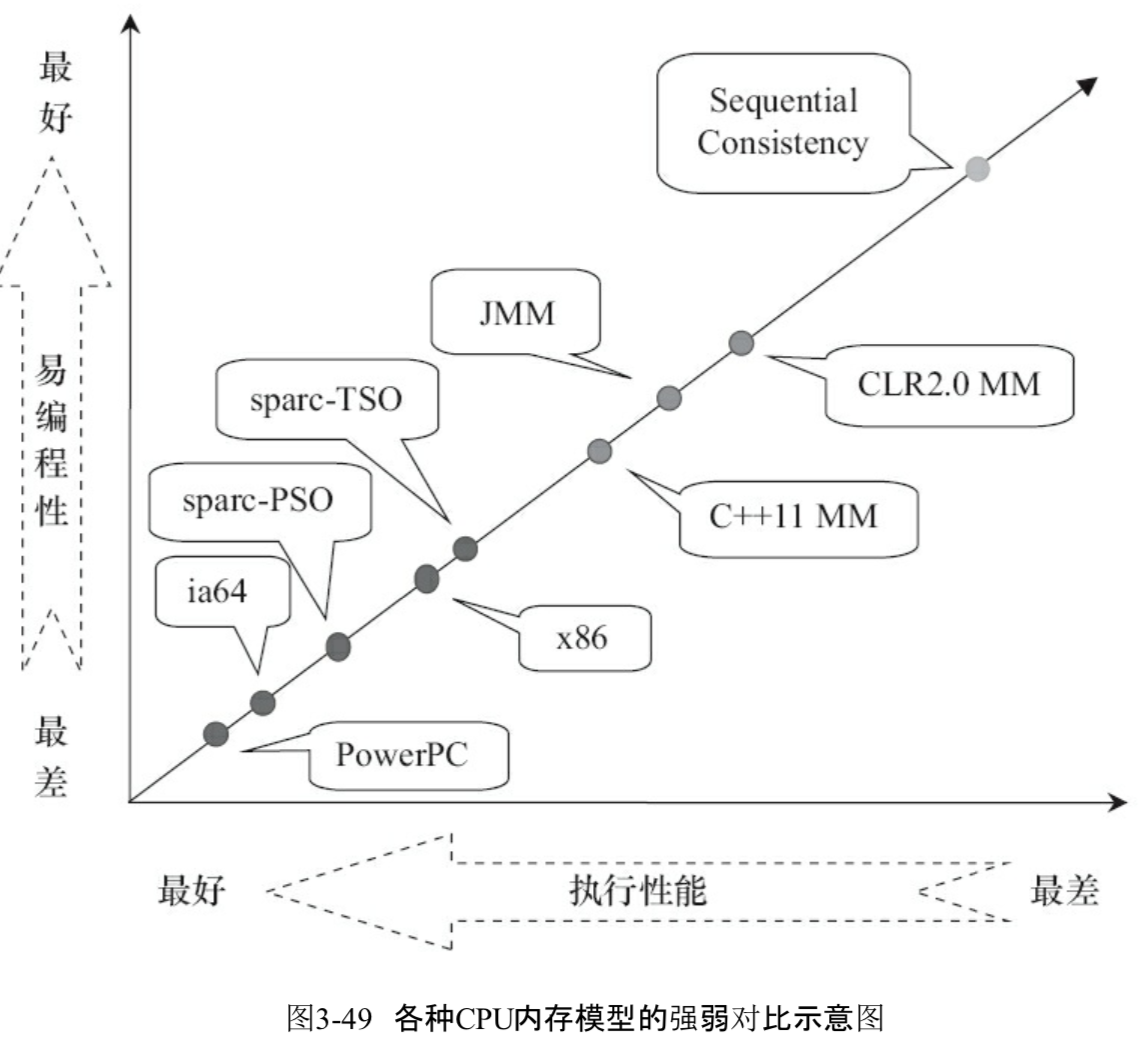 最
好
Sequential
Consistency
JMM
CLR2.0 MM
sparc-TSO
易
编
程
性
sparc-PSO
C++11 MM
ia64
x86
最
差
PowerPC
最好
执行性能
最差
图3-49 各种CPU内存模型的强弱对比示意图